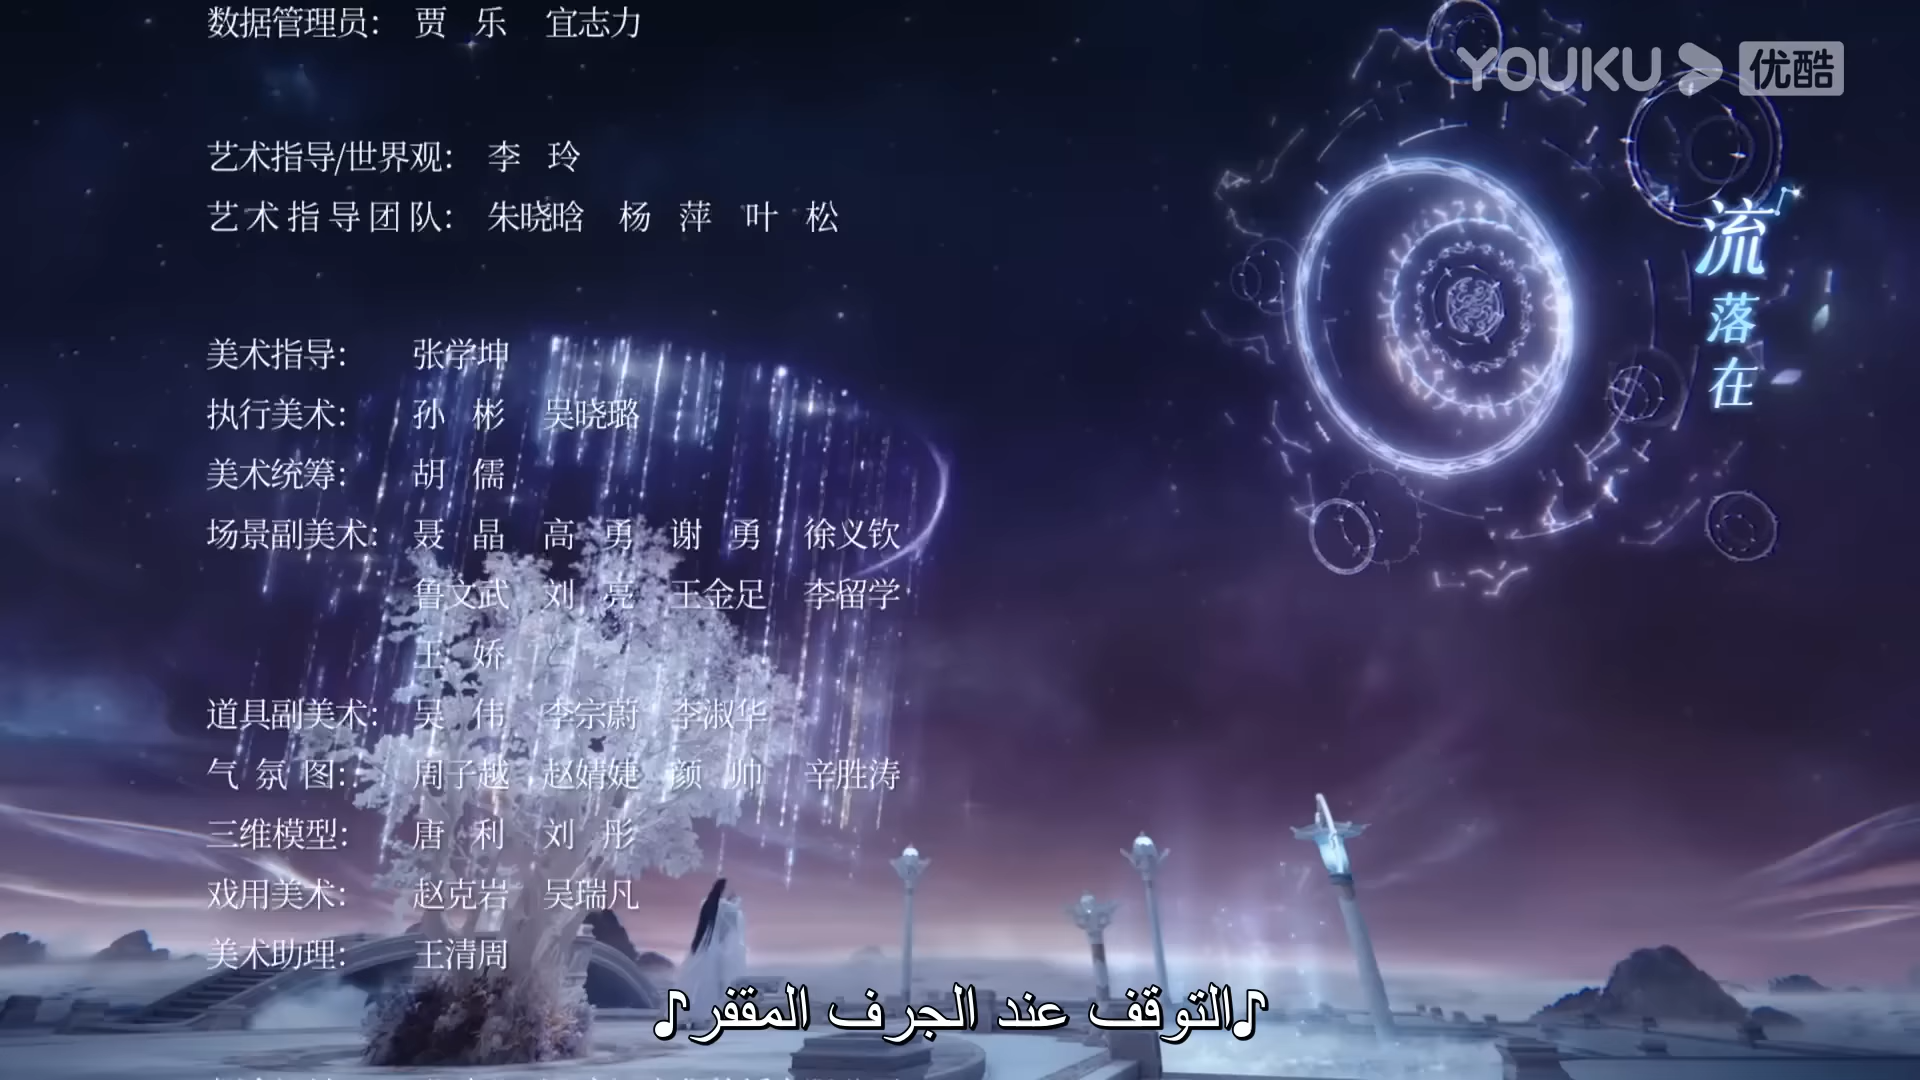 数据管理员： 贾 乐 宜志力
YOUKU 优酷
艺术指导/世界观： 李 玲
艺术指导团队： 朱晓晗 杨 萍 叶 松
流落在
美术指导： 张学坤
执行美术： 孙 彬 吴晓璐
美术统筹： 胡 儒
场景副美术： 聂 晶 高 勇 谢 勇 徐义钦
鲁文武 刘 亮 王金足 李留学
王 娇
道具副美术： 吴 伟 李宗蔚 李淑华
气氛图： 周子越 赵婧婕 颜 帅 辛胜涛
三维模型： 唐 利 刘 彤
戏用美术： 赵克岩 吴瑞凡
美术助理： 王清周
♪التوقف عند الجرف المقفر♪